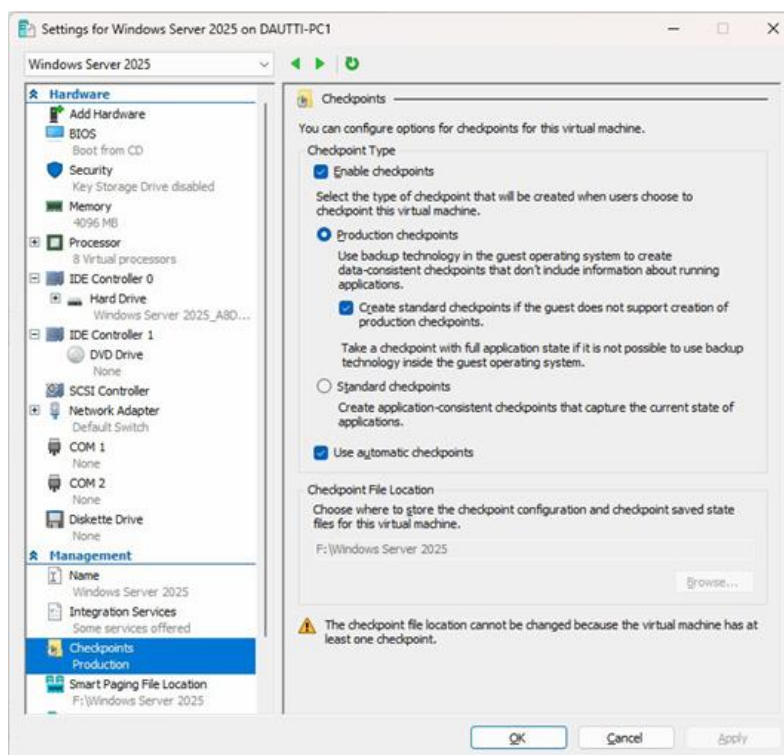 Settings for Windows Server 2025 on DAUTTI-PC1
Windows Server 2025
Hardware
Add Hardware
BIOS
Boot from CD
Security
Key Storage Drive disabled
Memory
4096 MB
Processor
8 Virtual processors
IDE Controller 0
Hard Drive
Windows Server 2025_A8D...
IDE Controller 1
DVD Drive
None
SCSI Controller
Network Adapter
Default Switch
COM 1
None
COM 2
None
Diskette Drive
None
Management
Name
Windows Server 2025
Integration Services
Some services offered
Checkpoints
Production
Smart Paging File Location
F:\Windows Server 2025
Checkpoints
You can configure options for checkpoints for this virtual machine.
Checkpoint Type
Enable checkpoints
Select the type of checkpoint that will be created when users choose to
checkpoint this virtual machine.
Production checkpoints
Use backup technology in the guest operating system to create
data-consistent checkpoints that don't include information about running
applications.
Create standard checkpoints if the guest does not support creation of
production checkpoints.
Take a checkpoint with full application state if it is not possible to use backup
technology inside the guest operating system.
Standard checkpoints
Create application-consistent checkpoints that capture the current state of
applications.
Use automatic checkpoints
Checkpoint File Location
Choose where to store the checkpoint configuration and checkpoint saved state
files for this virtual machine.
F:\Windows Server 2025
Browse...
The checkpoint file location cannot be changed because the virtual machine has at
least one checkpoint.
OK
Cancel
Apply